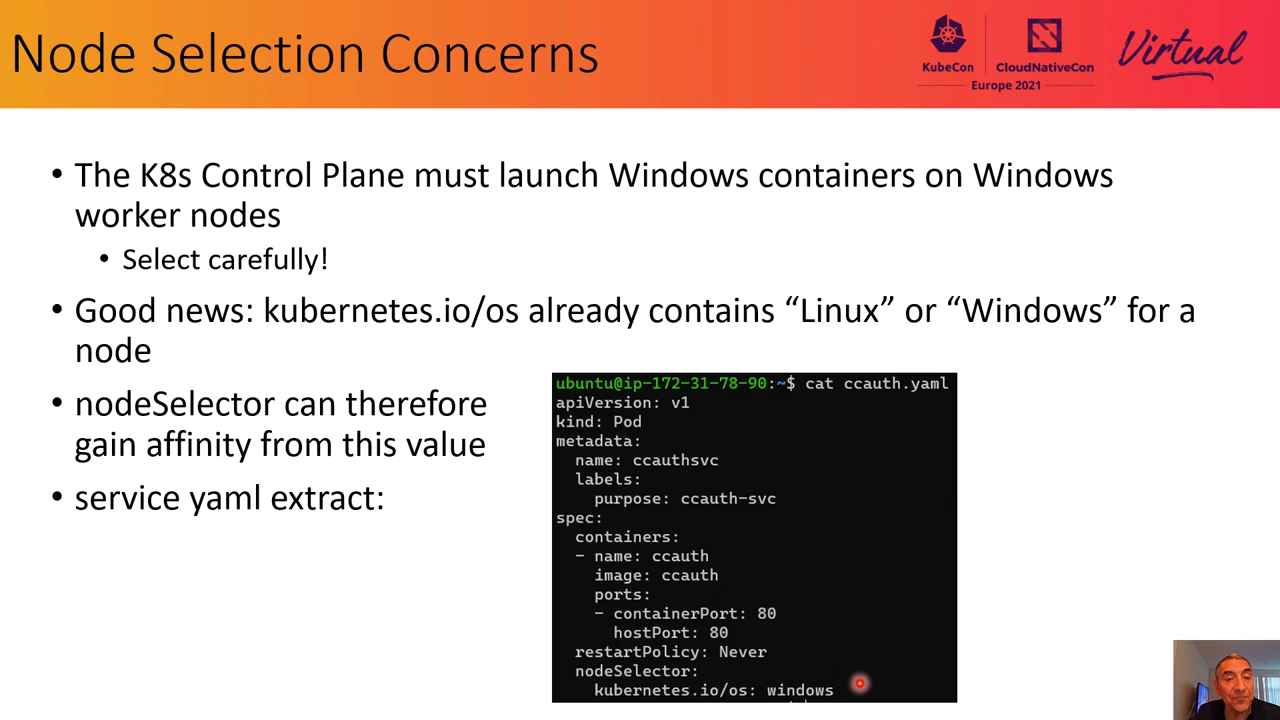 Node Selection Concerns
KubeCon
CloudNativeCon
Europe 2021
Virtual
• The K8s Control Plane must launch Windows containers on Windows
worker nodes
• Select carefully!
• Good news: kubernetes.io/os already contains “Linux” or “Windows” for a
node
• nodeSelector can therefore
gain affinity from this value
• service yaml extract:
ubuntu@ip-172-31-78-90:~$ cat ccauth.yaml
apiVersion: v1
kind: Pod
metadata:
  name: ccauthsvc
  labels:
    purpose: ccauth-svc
spec:
  containers:
  - name: ccauth
    image: ccauth
    ports:
    - containerPort: 80
      hostPort: 80
  restartPolicy: Never
  nodeSelector:
    kubernetes.io/os: windows